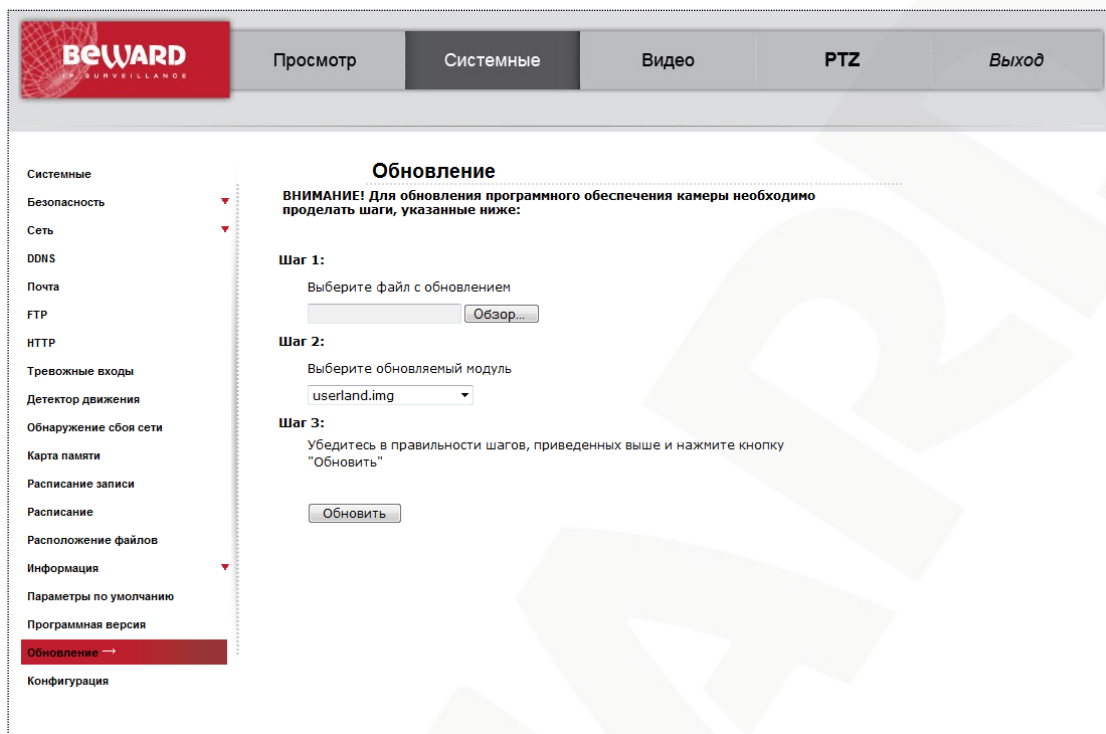 BEWARD
IP SURVEILLANCE
Просмотр
Системные
Видео
PTZ
Выход
Системные
Безопасность
Сеть
DDNS
Почта
FTP
HTTP
Тревожные входы
Детектор движения
Обнаружение сбоя сети
Карта памяти
Расписание записи
Расписание
Расположение файлов
Информация
Параметры по умолчанию
Программная версия
Обновление →
Конфигурация
Обновление
ВНИМАНИЕ! Для обновления программного обеспечения камеры необходимо
проделать шаги, указанные ниже:
Шаг 1:
Выберите файл с обновлением
Обзор...
Шаг 2:
Выберите обновляемый модуль
userland.img
Шаг 3:
Убедитесь в правильности шагов, приведенных выше и нажмите кнопку
"Обновить"
Обновить